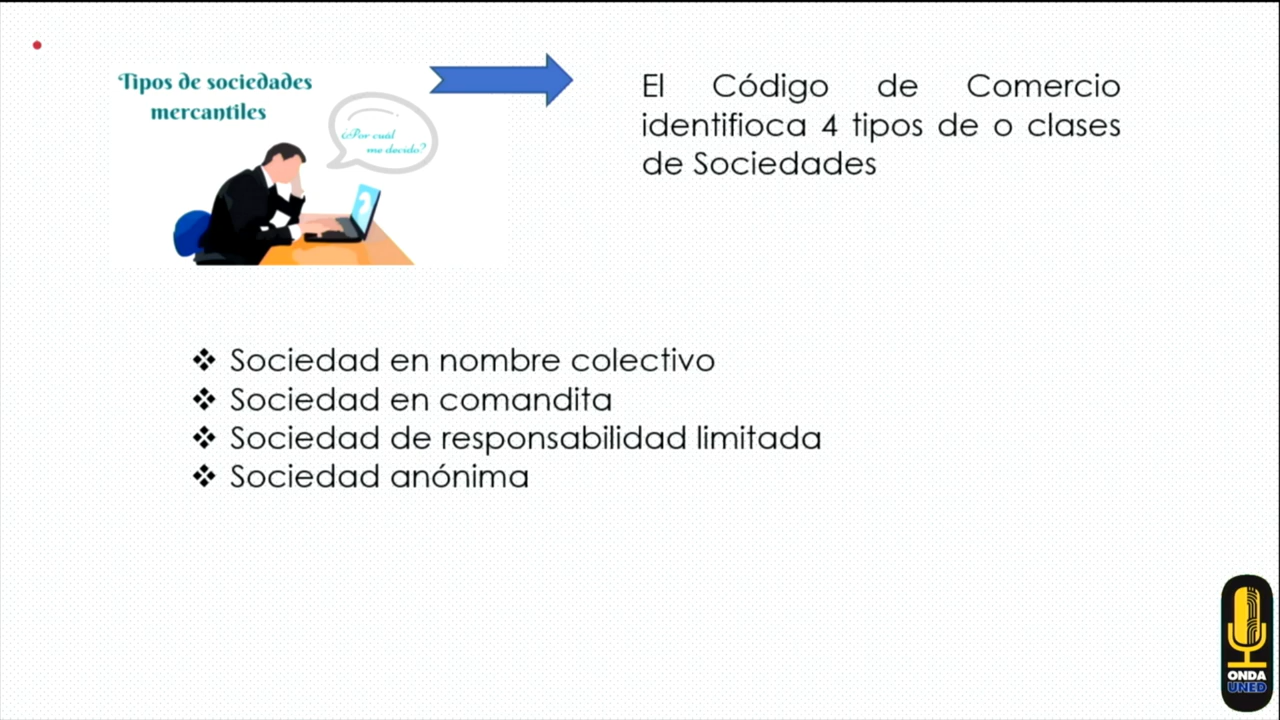 Tipos de sociedades
mercantiles
¿Por cuál
me decido?
El Código de Comercio
identifioca 4 tipos de o clases
de Sociedades
❖ Sociedad en nombre colectivo
❖ Sociedad en comandita
❖ Sociedad de responsabilidad limitada
❖ Sociedad anónima
ONDA
UNED